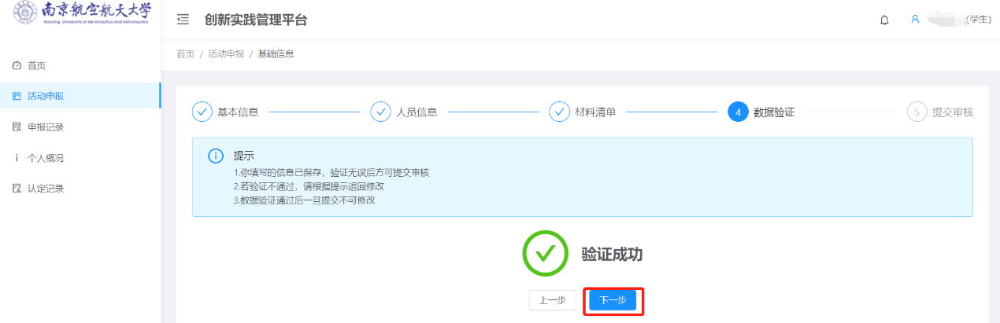 南京航空航天大学
Nanjing University of Aeronautics and Astronautics
创新实践管理平台
(学生)
首页 / 活动申报 / 基础信息
首页
活动申报
申报记录
个人概况
认定记录
基本信息
人员信息
材料清单
4 数据验证
5 提交审核
提示
1.你填写的信息已保存，验证无误后方可提交审核
2.若验证不通过，请根据提示退回修改
3.数据验证通过后一旦提交不可修改
验证成功
上一步
下一步